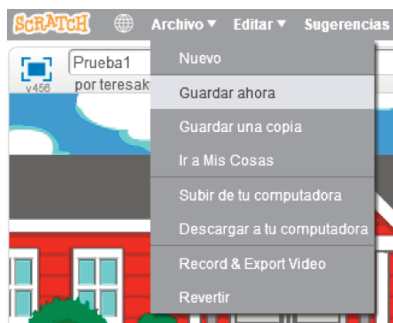 SCRATCH Archivo Editar Sugerencias
Prueba1
por teresak
v456
Nuevo
Guardar ahora
Guardar una copia
Ir a Mis Cosas
Subir de tu computadora
Descargar a tu computadora
Record & Export Video
Revertir